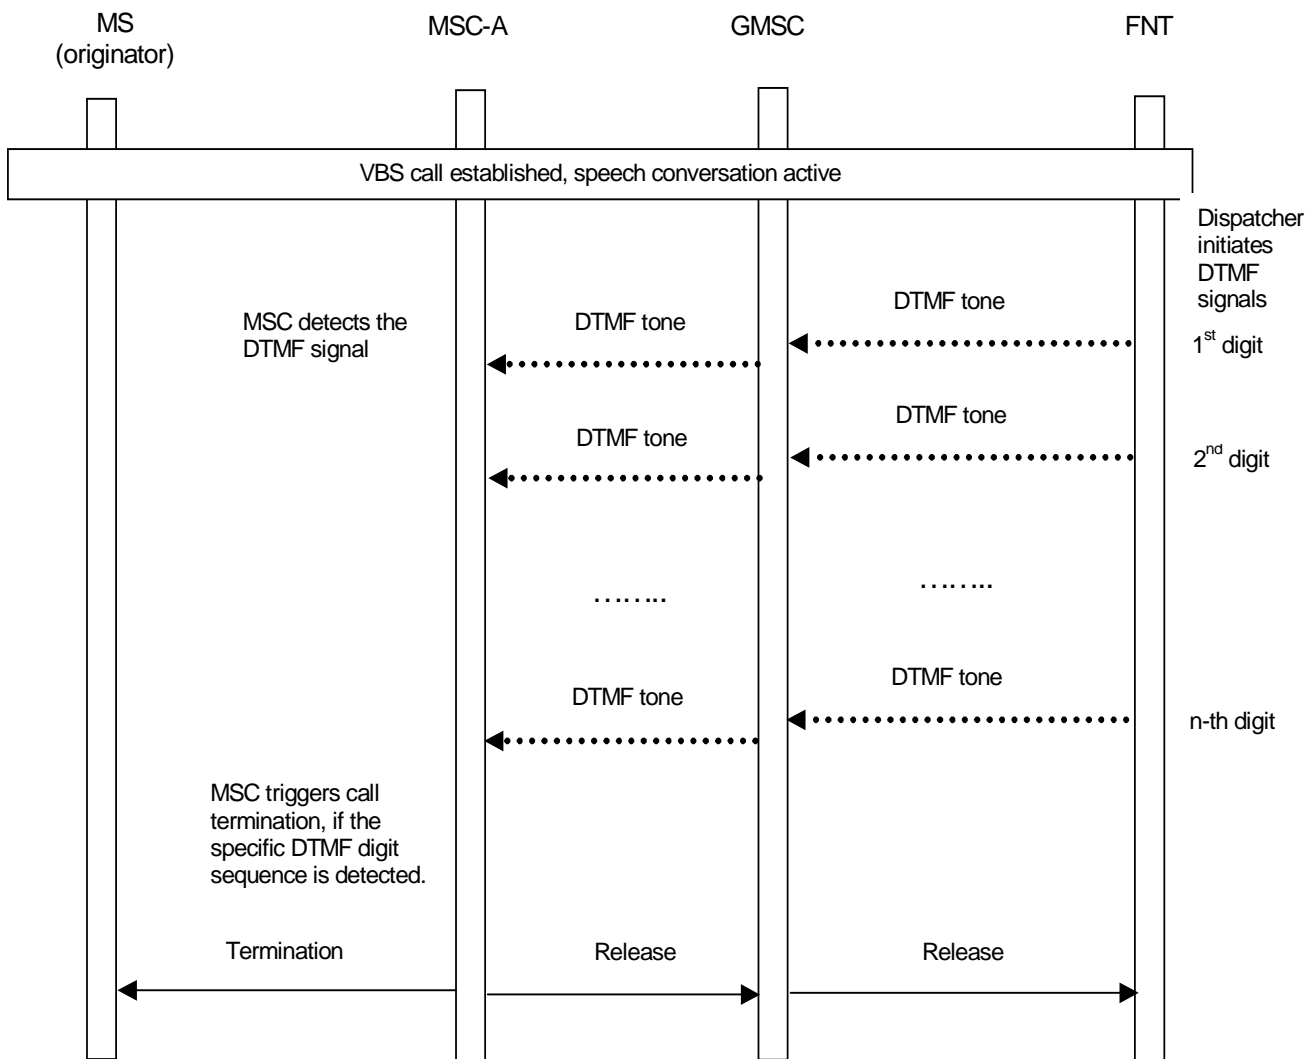 MS
(originator)
MSC-A
GMSC
FNT
VBS call established, speech conversation active
Dispatcher
initiates
DTMF
signals
MSC detects the
DTMF signal
DTMF tone
DTMF tone
1st digit
DTMF tone
DTMF tone
2nd digit
........
........
DTMF tone
DTMF tone
n-th digit
MSC triggers call
termination, if the
specific DTMF digit
sequence is detected.
Termination
Release
Release